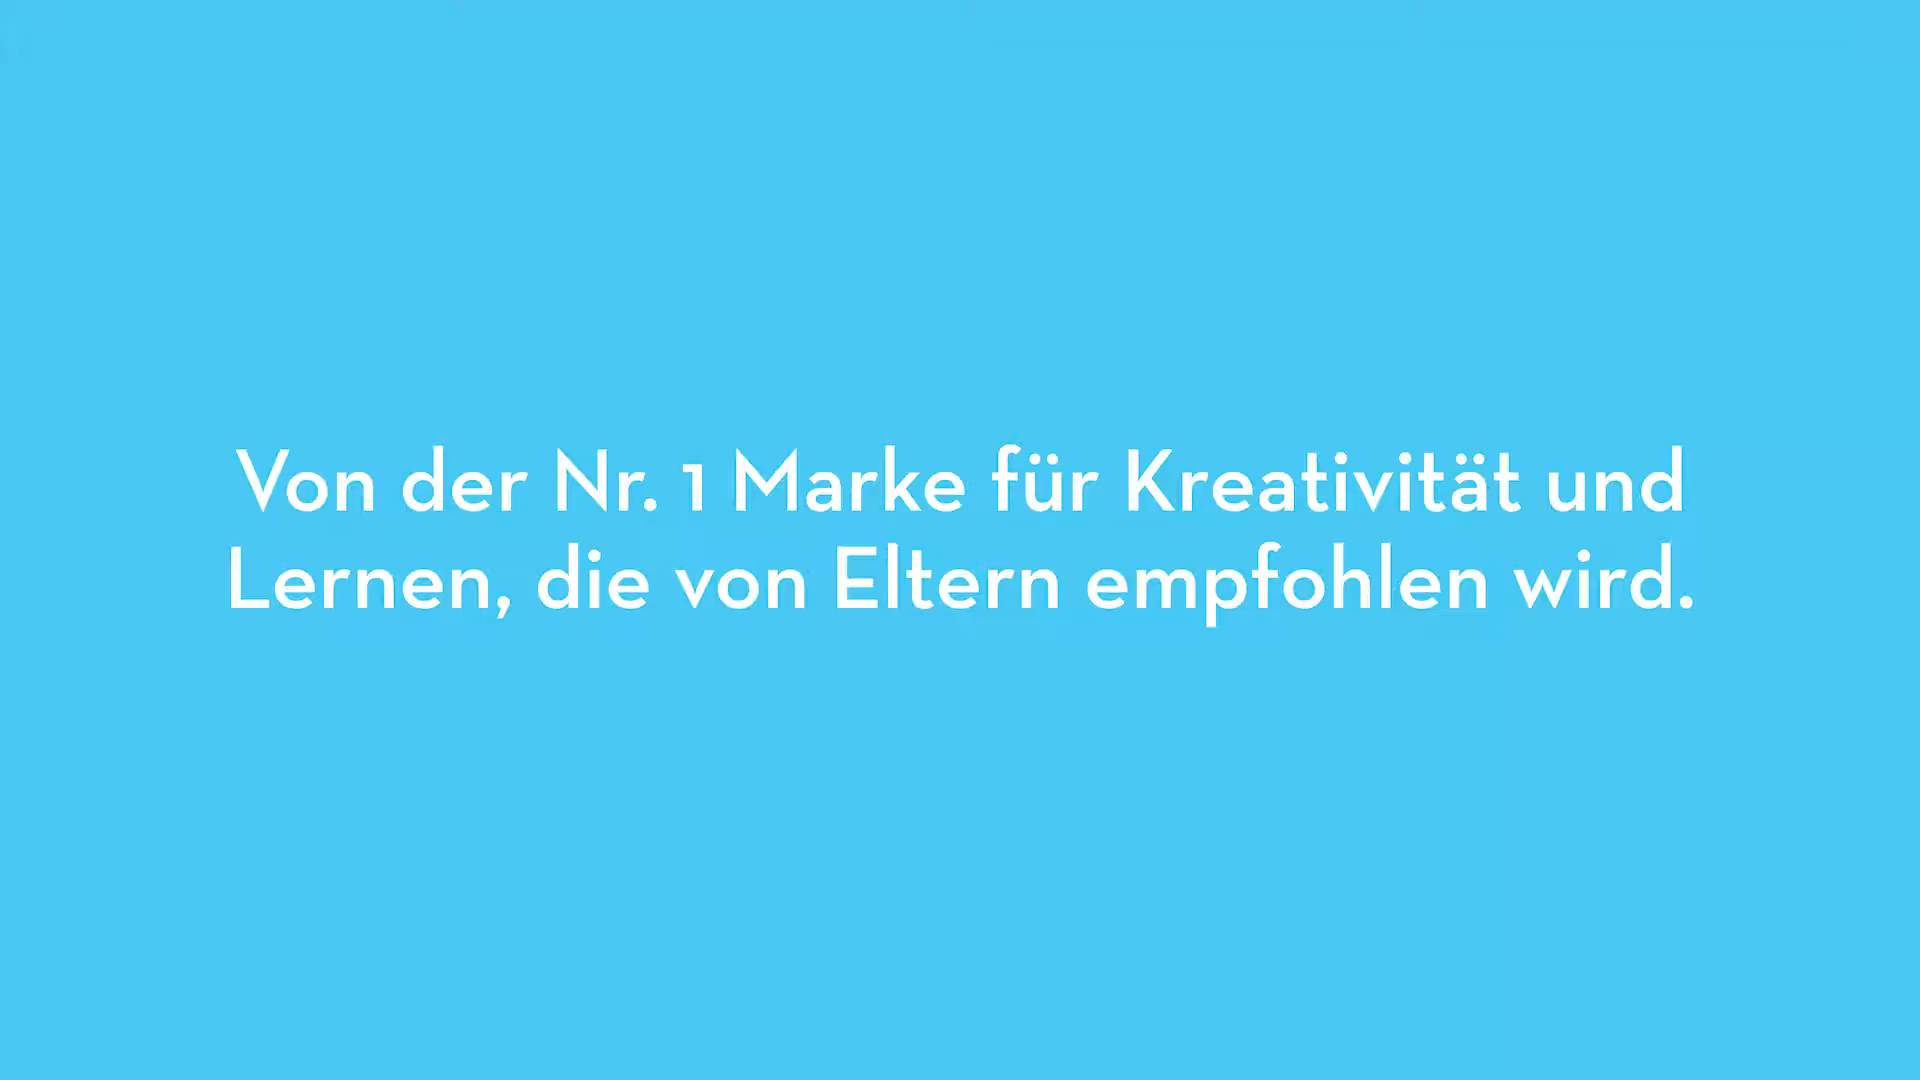 Von der Nr. 1 Marke für Kreativität und
Lernen, die von Eltern empfohlen wird.